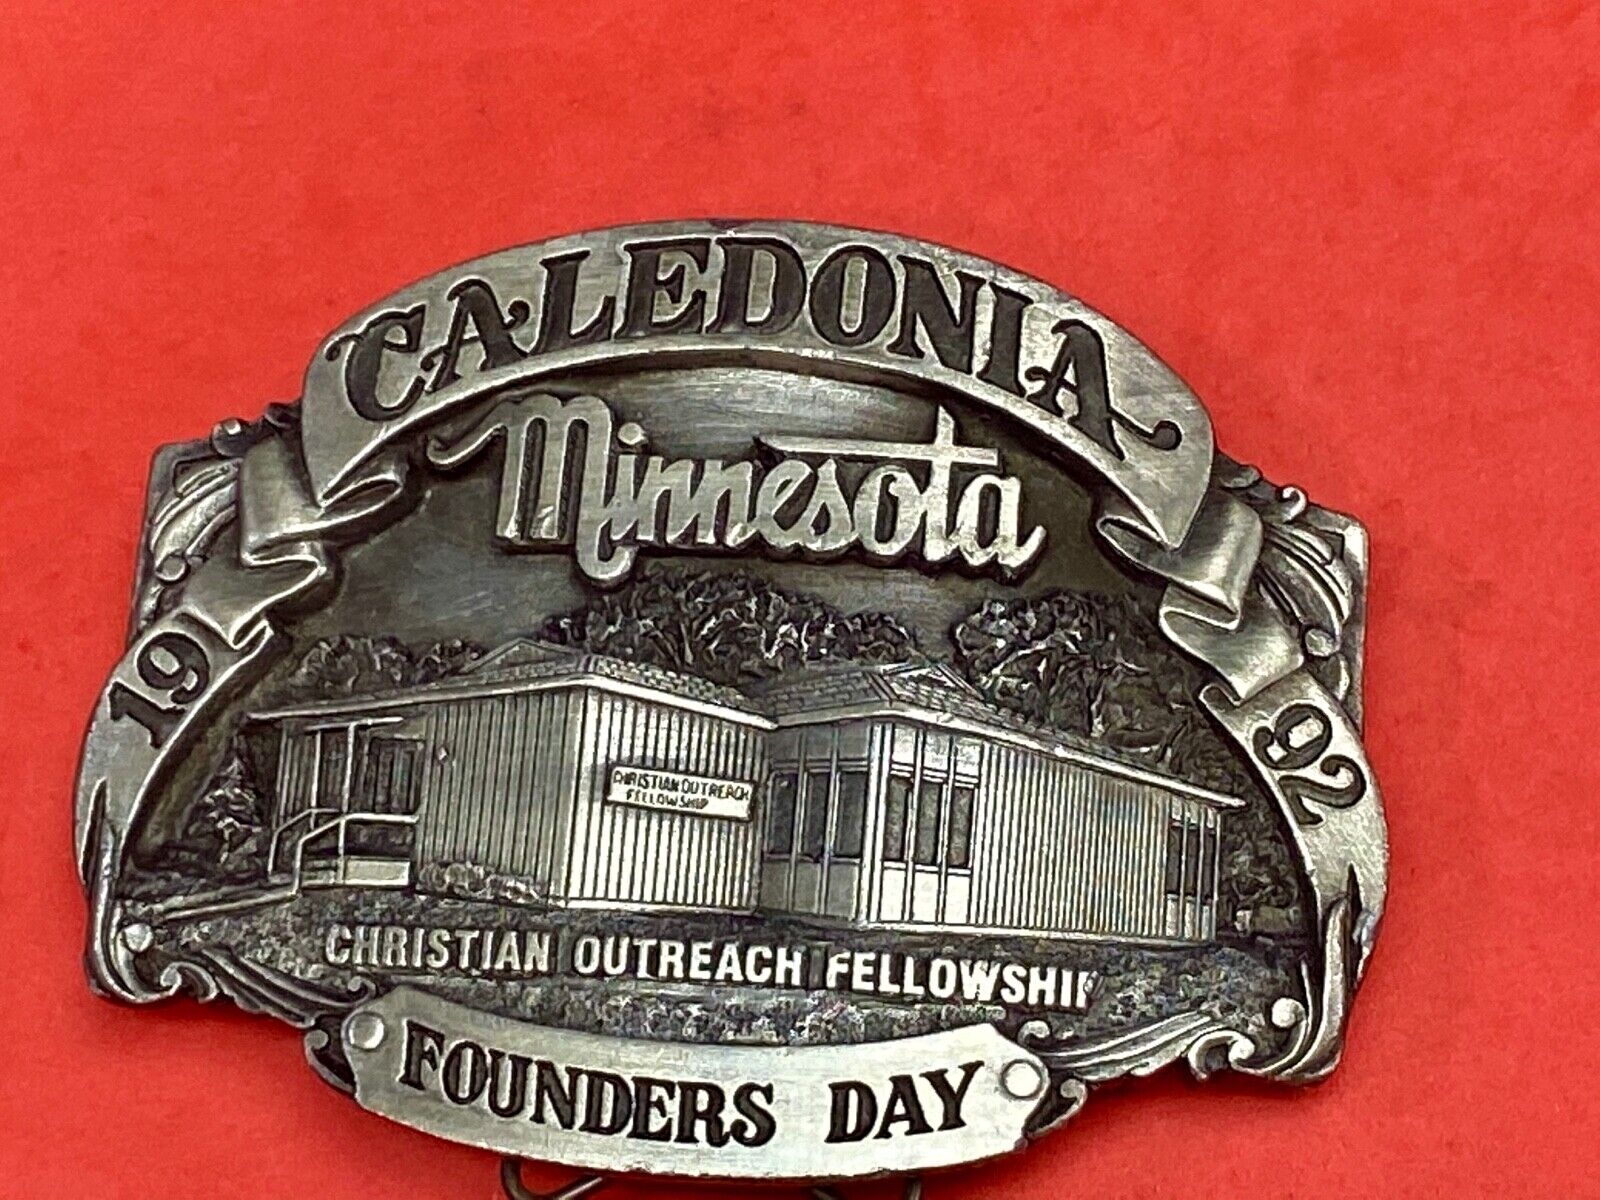 CALEDONIA
Minnesota
19 92
CHRISTIAN OUTREACH
FELLOWSHIP
CHRISTIAN OUTREACH FELLOWSHIP
FOUNDERS DAY